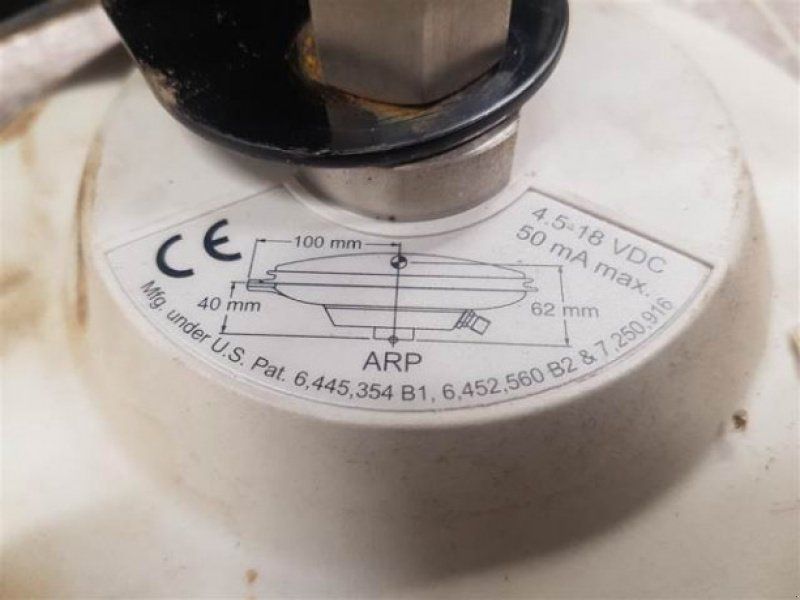 CE
4.5-18 VDC
50 mA max.
100 mm
40 mm
62 mm
ARP
Mfg. under U.S. Pat. 6,445,354 B1, 6,452,560 B2 & 7,250,916